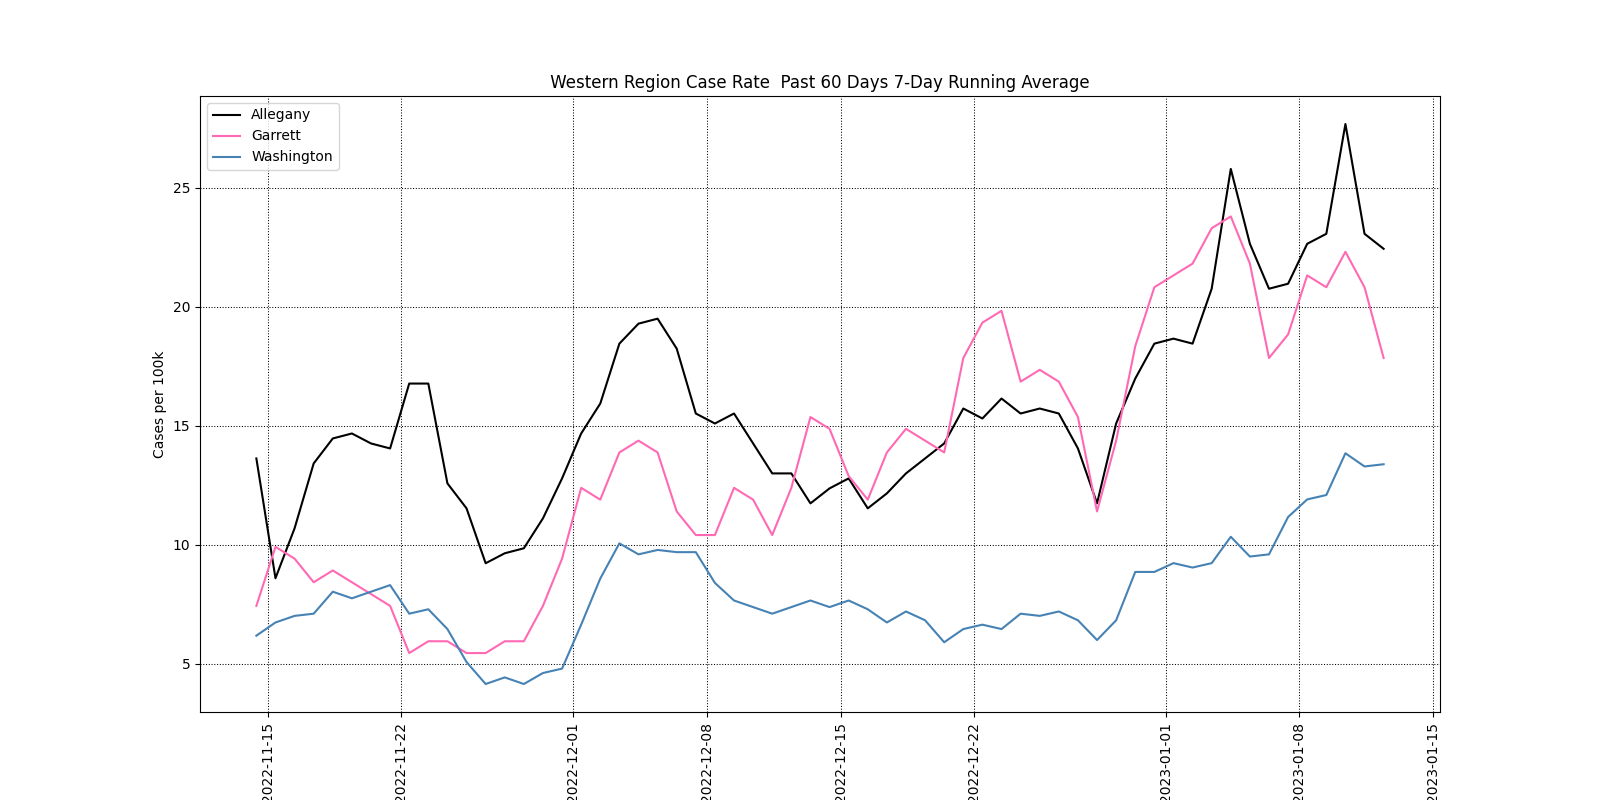 Western Region Case Rate  Past 60 Days 7-Day Running Average
Allegany
Garrett
Washington
Cases per 100k
25
20
15
10
5
2022-11-15
2022-11-22
2022-12-01
2022-12-08
2022-12-15
2022-12-22
2023-01-01
2023-01-08
2023-01-15